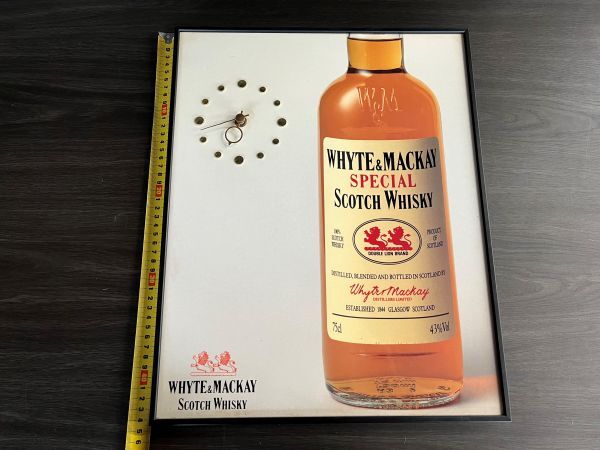 W&M
WHYTE & MACKAY
SPECIAL
SCOTCH WHISKY
100%
SCOTCH
WHISKY
PRODUCT
OF
SCOTLAND
DOUBLE LION BRAND
DISTILLED, BLENDED AND BOTTLED IN SCOTLAND BY
Whyte & Mackay
DISTILLERS LIMITED
ESTABLISHED 1844 GLASGOW SCOTLAND
75cl
43% Vol
WHYTE & MACKAY
SCOTCH WHISKY